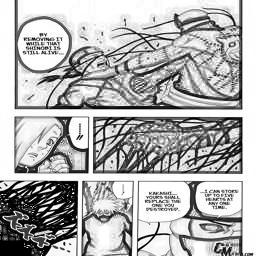 BY
REMOVING IT
WHILE THAT
SHINOBI IS
STILL ALIVE...
...!!
...I CAN STORE
UP TO
FIVE
HEARTS AT
ANY ONE
TIME.
KAKASHI...
YOURS
SHALL
REPLACE THE
ONE YOU
DESTROYED.